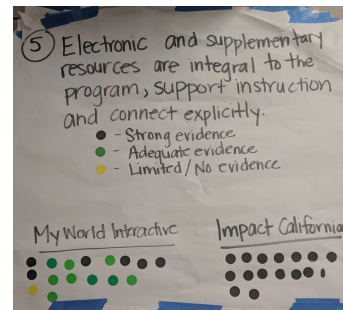 5 Electronic and supplementary
resources are integral to the
program, support instruction
and connect explicitly.
- Strong evidence
- Adequate evidence
- Limited/No evidence
My World Interactive
Impact California